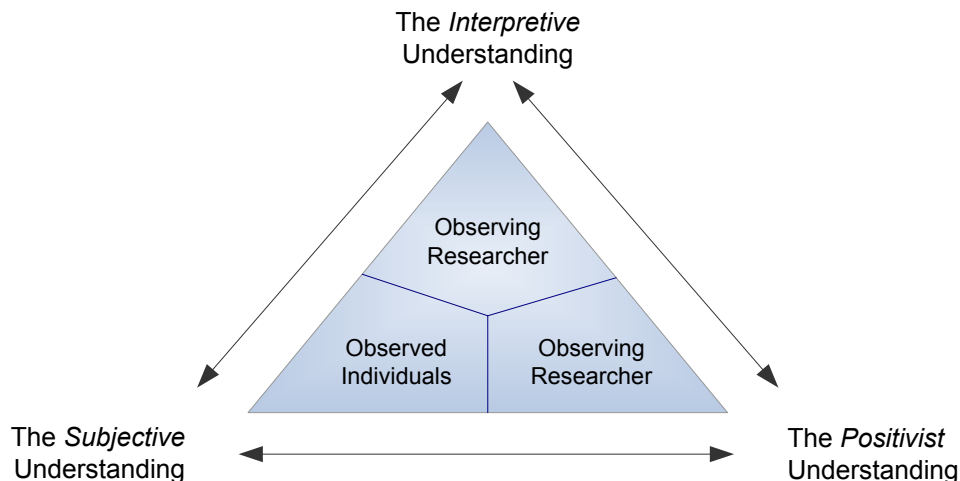 The Interpretive
Understanding
Observing
Researcher
Observed
Individuals
Observing
Researcher
The Subjective
Understanding
The Positivist
Understanding